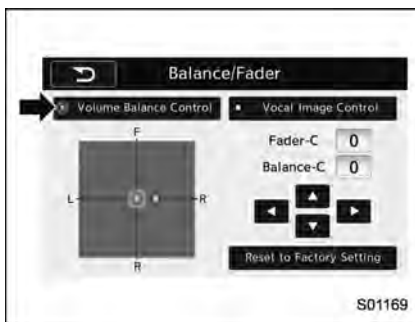 Balance/Fader
Volume Balance Control
Vocal Image Control
F
L
R
R
Fader-C 0
Balance-C 0
Reset to Factory Setting
S01169